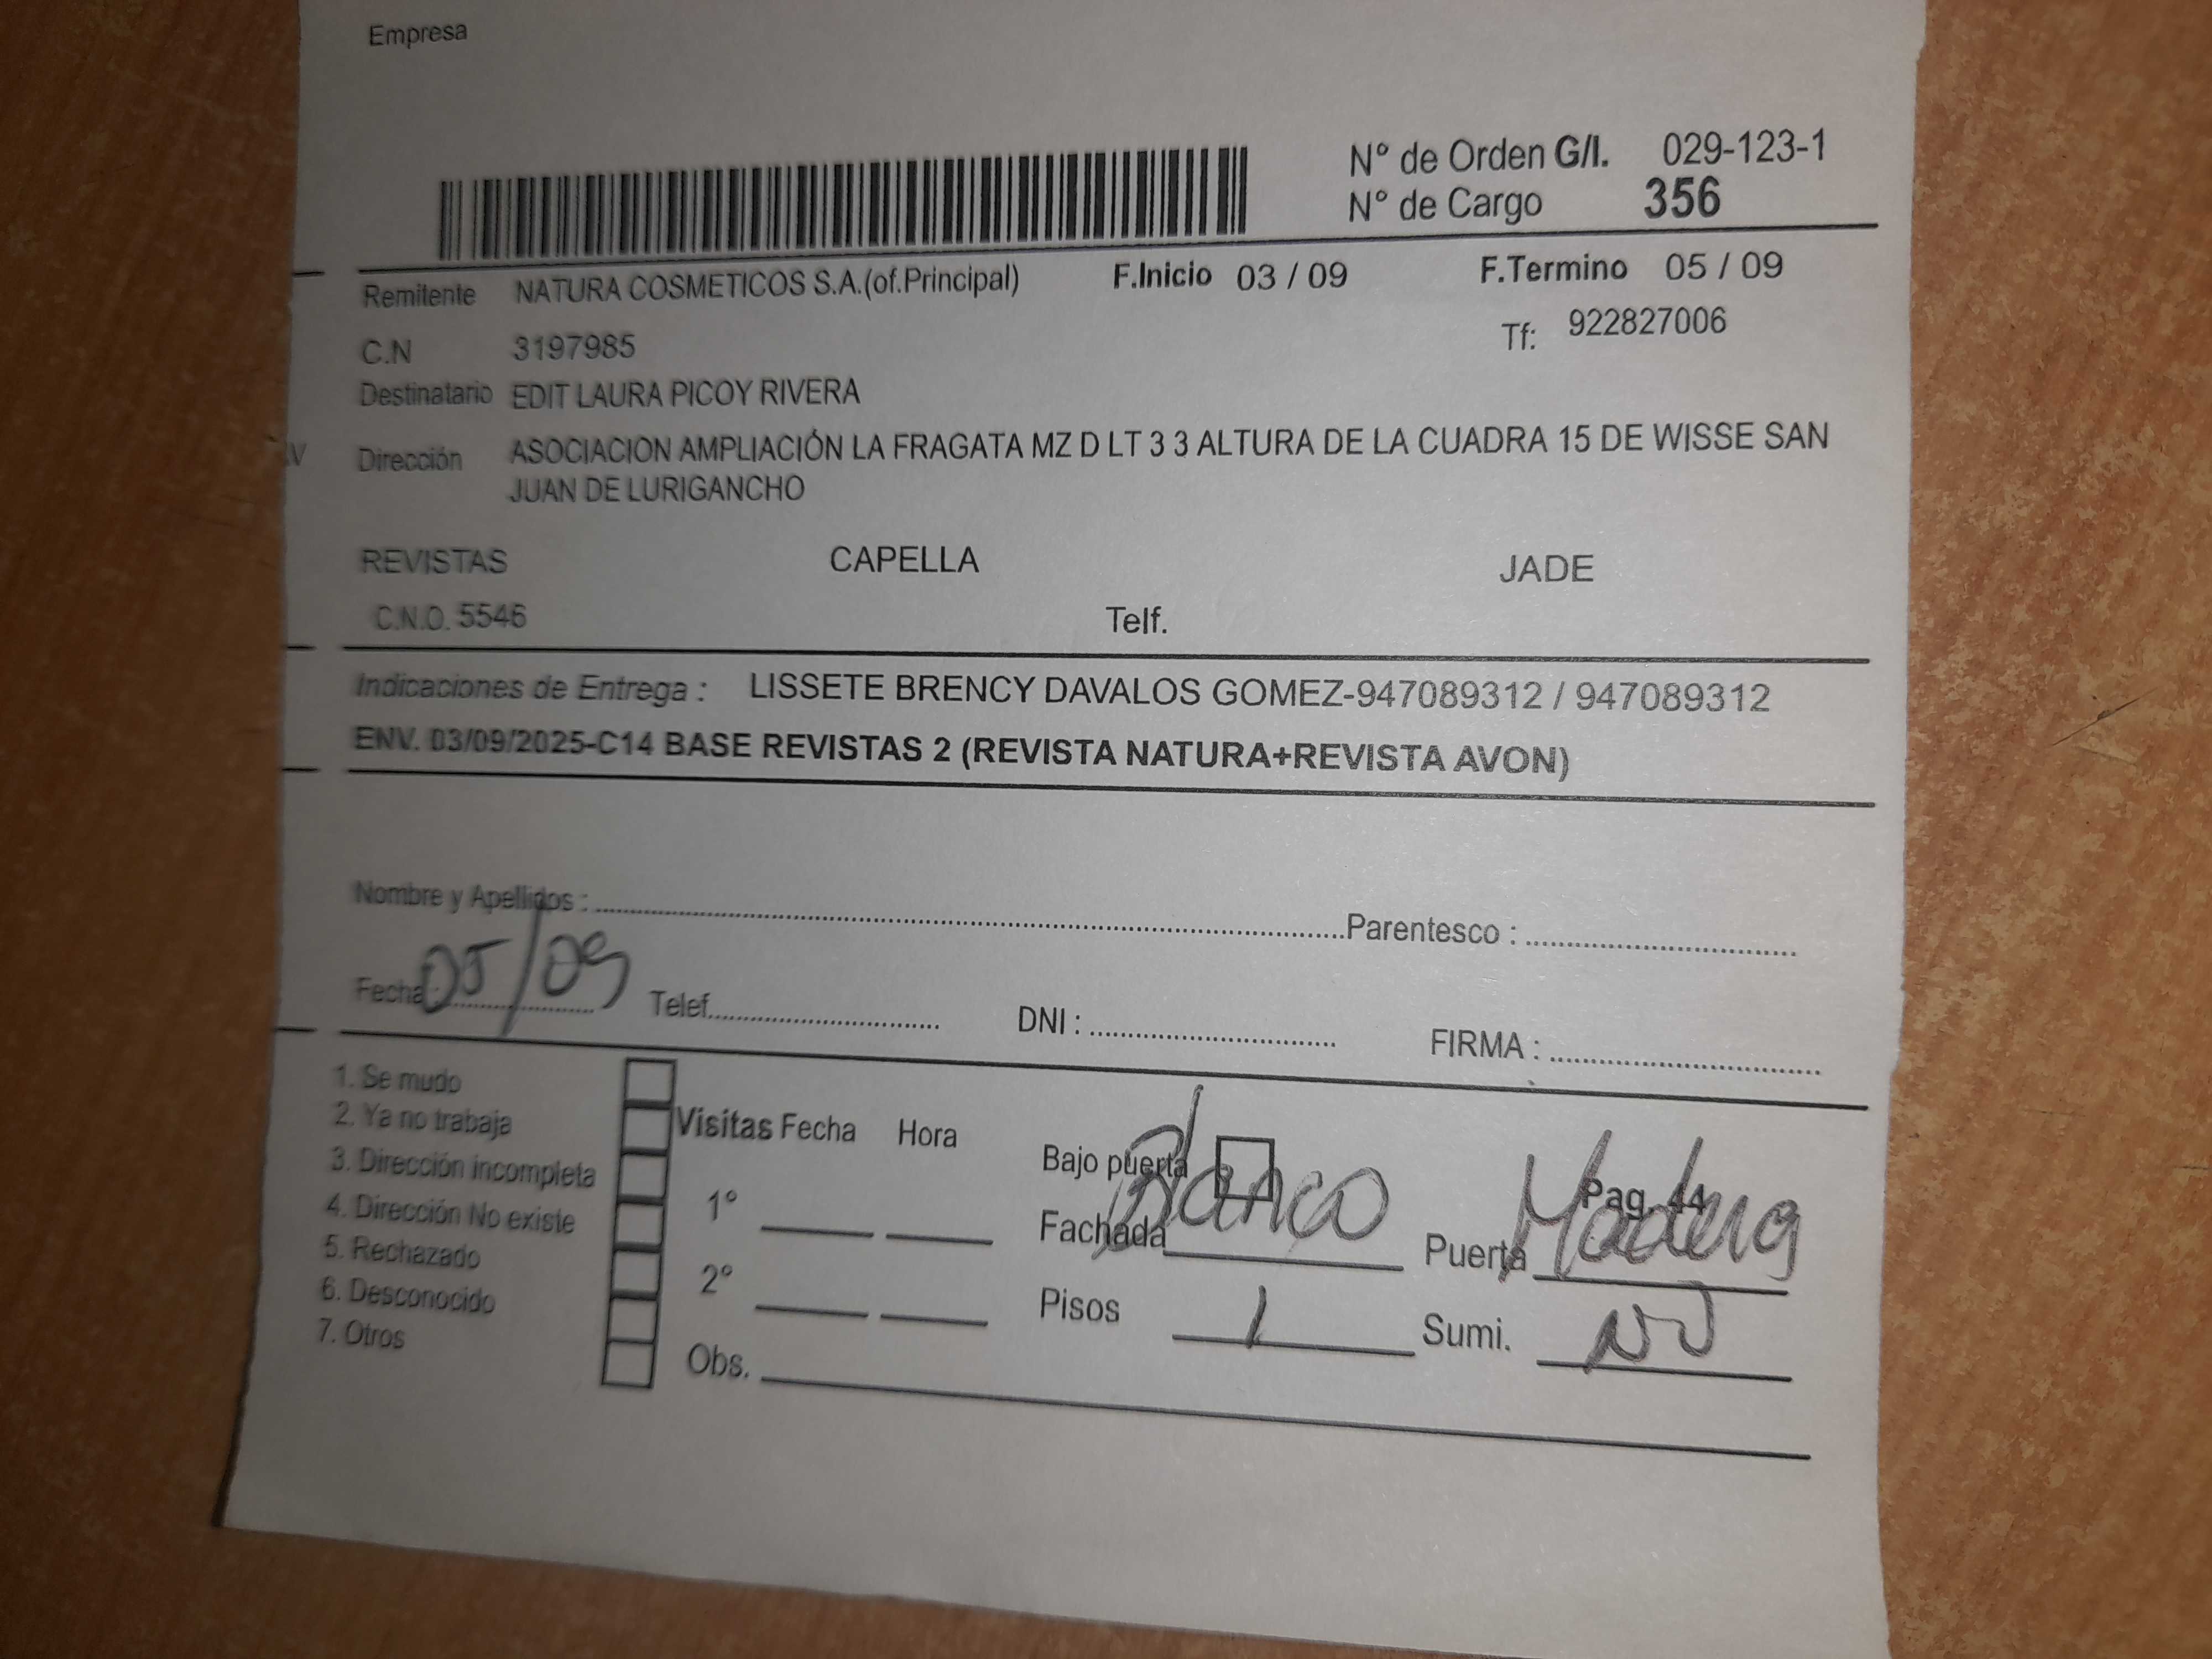 Empresa
N° de Orden G/I. 029-123-1
N° de Cargo 356
Remitente NATURA COSMETICOS S.A.(of.Principal) F.Inicio 03 / 09 F.Termino 05 / 09
C.N 3197985 Tf: 922827006
Destinatario EDIT LAURA PICOY RIVERA
Dirección ASOCIACION AMPLIACIÓN LA FRAGATA MZ D LT 3 3 ALTURA DE LA CUADRA 15 DE WISSE SAN
JUAN DE LURIGANCHO
REVISTAS CAPELLA JADE
C.N.O. 5546 Telf.
Indicaciones de Entrega : LISSETE BRENCY DAVALOS GOMEZ-947089312 / 947089312
ENV. 03/09/2025-C14 BASE REVISTAS 2 (REVISTA NATURA+REVISTA AVON)
Nombre y Apellidos : Parentesco :
Fecha: 05/09 Telef. DNI : FIRMA :
1. Se mudo
2. Ya no trabaja
3. Dirección incompleta
4. Dirección No existe
5. Rechazado
6. Desconocido
7. Otros
Visitas Fecha Hora
1°
2°
Obs.
Bajo puerta
Pag. 44
Fachada Blanco Puerta Madera
Pisos 1 Sumi.